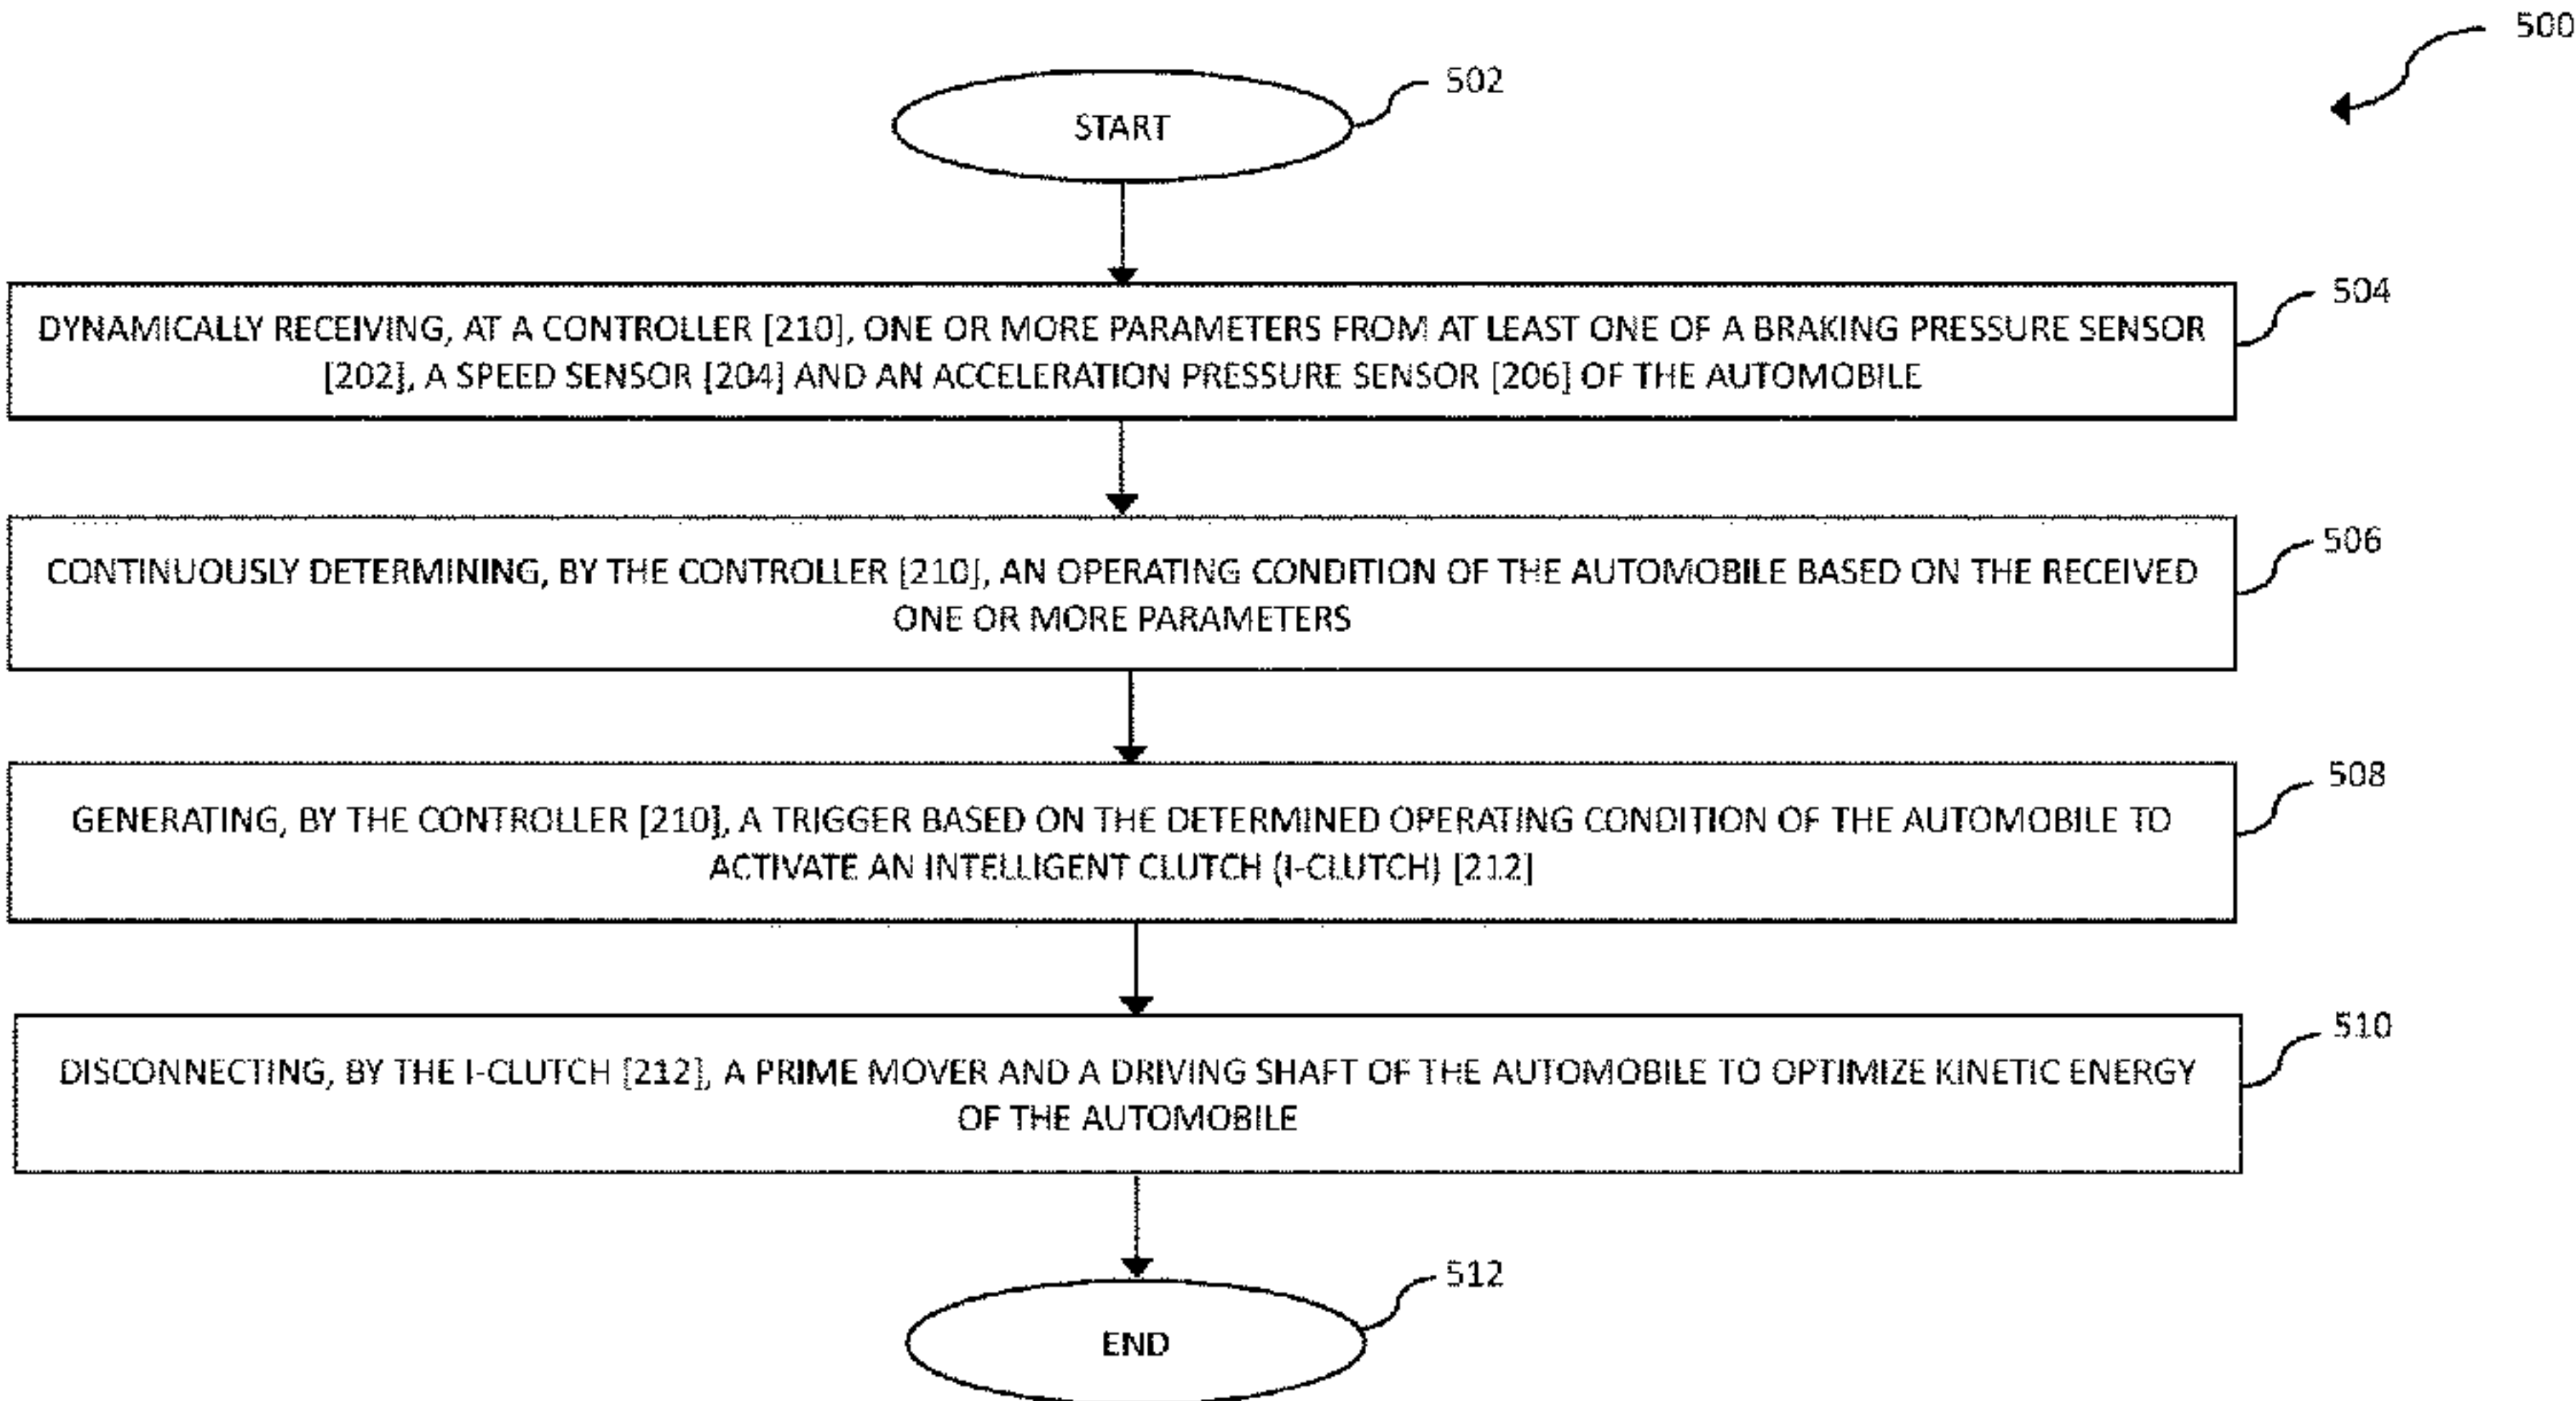 500
START
502
DYNAMICALLY RECEIVING, AT A CONTROLLER [210], ONE OR MORE PARAMETERS FROM AT LEAST ONE OF A BRAKING PRESSURE SENSOR
[202], A SPEED SENSOR [204] AND AN ACCELERATION PRESSURE SENSOR [206] OF THE AUTOMOBILE
504
CONTINUOUSLY DETERMINING, BY THE CONTROLLER [210], AN OPERATING CONDITION OF THE AUTOMOBILE BASED ON THE RECEIVED
ONE OR MORE PARAMETERS
506
GENERATING, BY THE CONTROLLER [210], A TRIGGER BASED ON THE DETERMINED OPERATING CONDITION OF THE AUTOMOBILE TO
ACTIVATE AN INTELLIGENT CLUTCH (I-CLUTCH) [212]
508
DISCONNECTING, BY THE I-CLUTCH [212], A PRIME MOVER AND A DRIVING SHAFT OF THE AUTOMOBILE TO OPTIMIZE KINETIC ENERGY
OF THE AUTOMOBILE
510
END
512